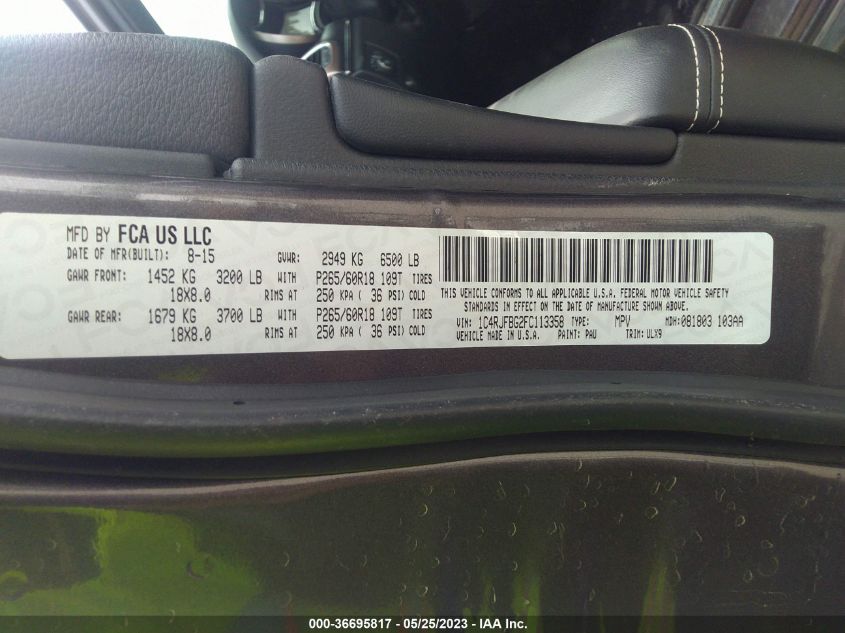 MFD BY FCA US LLC
DATE OF MFR(BUILT): 8-15 GVWR: 2949 KG 6500 LB
GAWR FRONT: 1452 KG 3200 LB WITH P265/60R18 109T TIRES
18X8.0 RIMS AT 250 KPA ( 36 PSI) COLD
GAWR REAR: 1679 KG 3700 LB WITH P265/60R18 109T TIRES
18X8.0 RIMS AT 250 KPA ( 36 PSI) COLD
THIS VEHICLE CONFORMS TO ALL APPLICABLE U.S.A. FEDERAL MOTOR VEHICLE SAFETY
STANDARDS IN EFFECT ON THE DATE OF MANUFACTURE SHOWN ABOVE.
VIN: 1C4RJFBG2FC113358 TYPE: MPV MDH: 081803 103AA
VEHICLE MADE IN U.S.A. PAINT: PAU TRIM: ULX9
000-36695817 - 05/25/2023 - IAA Inc.